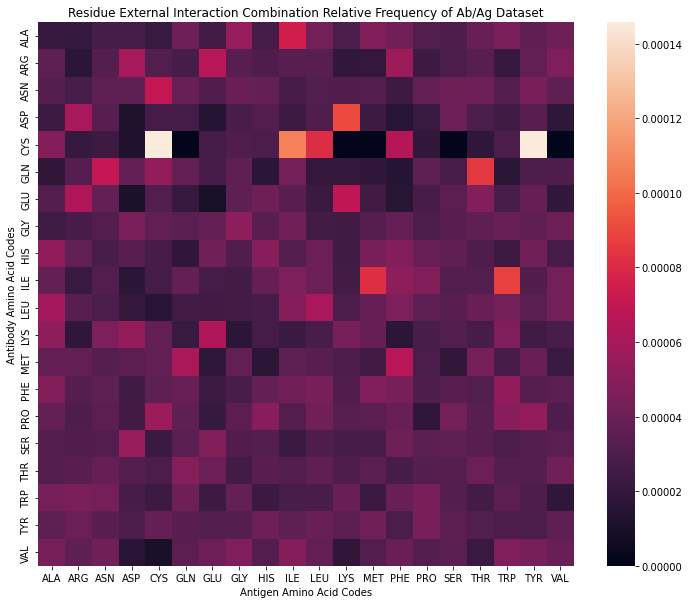 Residue External Interaction Combination Relative Frequency of Ab/Ag Dataset
Antibody Amino Acid Codes
ALA
ARG
ASN
ASP
CYS
GLN
GLU
GLY
HIS
ILE
LEU
LYS
MET
PHE
PRO
SER
THR
TRP
TYR
VAL
ALA ARG ASN ASP CYS GLN GLU GLY HIS ILE LEU LYS MET PHE PRO SER THR TRP TYR VAL
Antigen Amino Acid Codes
0.00014
0.00012
0.00010
0.00008
0.00006
0.00004
0.00002
0.00000